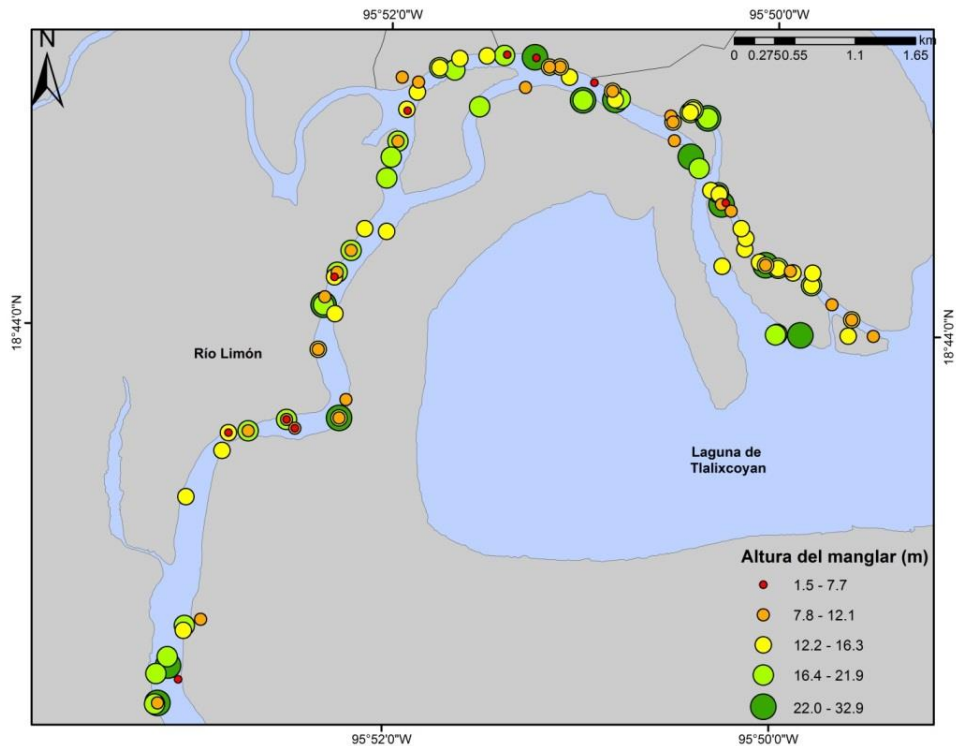 95°52'0"W
95°50'0"W
N
km
0 0.275 0.55 1.1 1.65
18°44'0"N
18°44'0"N
Río Limón
Laguna de
Tlalixcoyan
Altura del manglar (m)
1.5 - 7.7
7.8 - 12.1
12.2 - 16.3
16.4 - 21.9
22.0 - 32.9
95°52'0"W
95°50'0"W